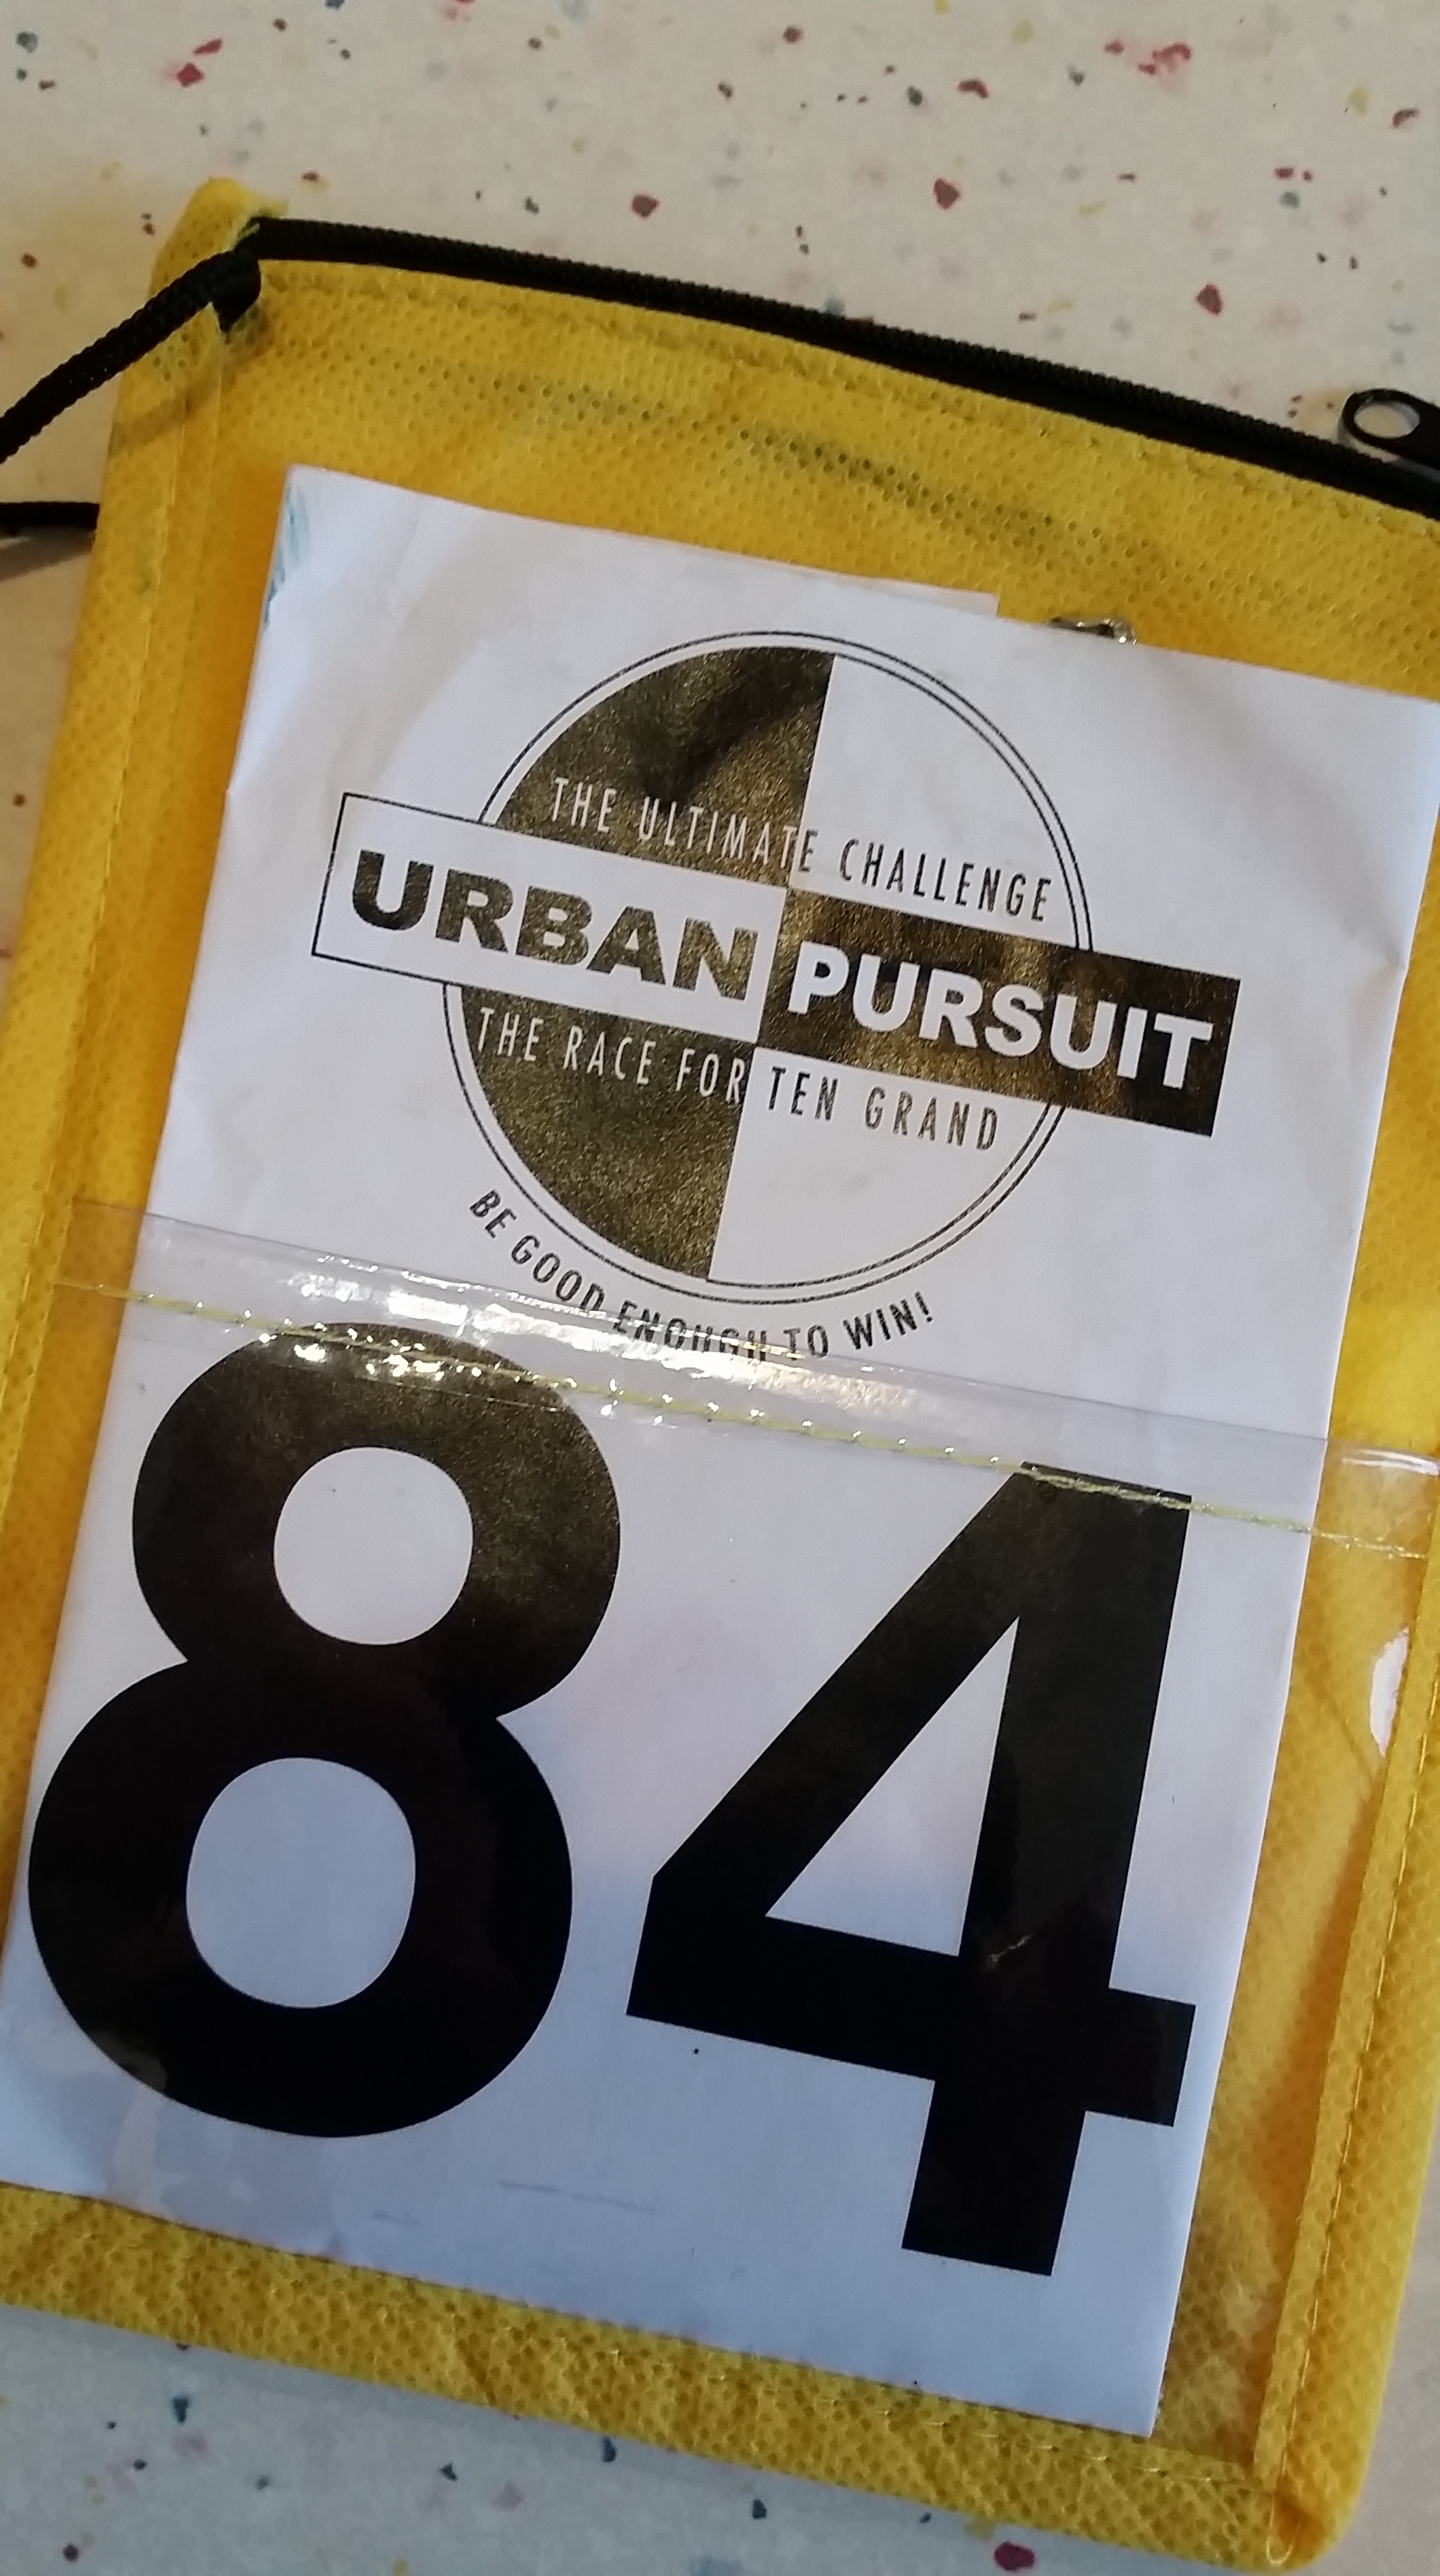 THE ULTIMATE CHALLENGE
URBAN PURSUIT
THE RACE FOR TEN GRAND
BE GOOD ENOUGH TO WIN!
84